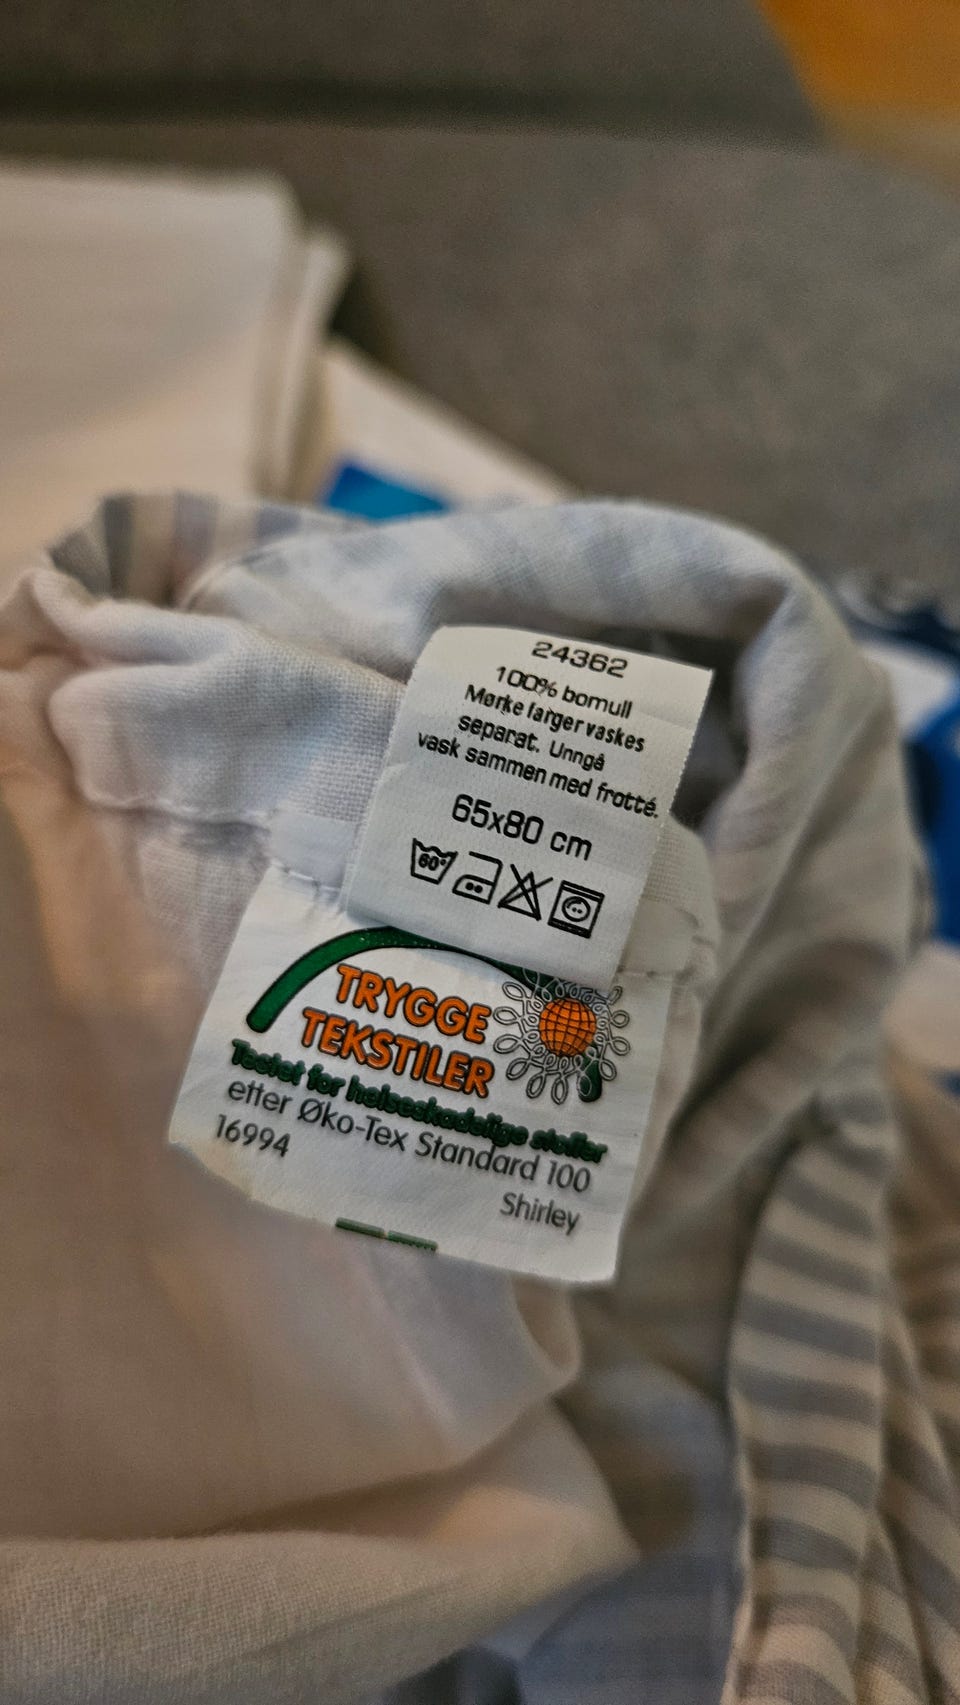 24362
100% bomull
Mørke farger vaskes
separat. Unngå
vask sammen med frotté.
65x80 cm
60°
TRYGGE
TEKSTILER
Testet for helseskadelige stoffer
etter Øko-Tex Standard 100
16994
Shirley